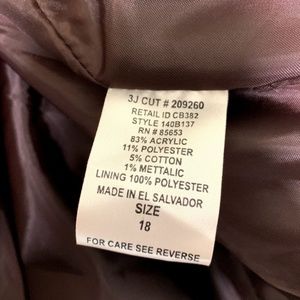 3J CUT # 209260
RETAIL ID CB382
STYLE 140B137
RN # 85653
83% ACRYLIC
11% POLYESTER
5% COTTON
1% METTALIC
LINING 100% POLYESTER
MADE IN EL SALVADOR
SIZE
18
FOR CARE SEE REVERSE